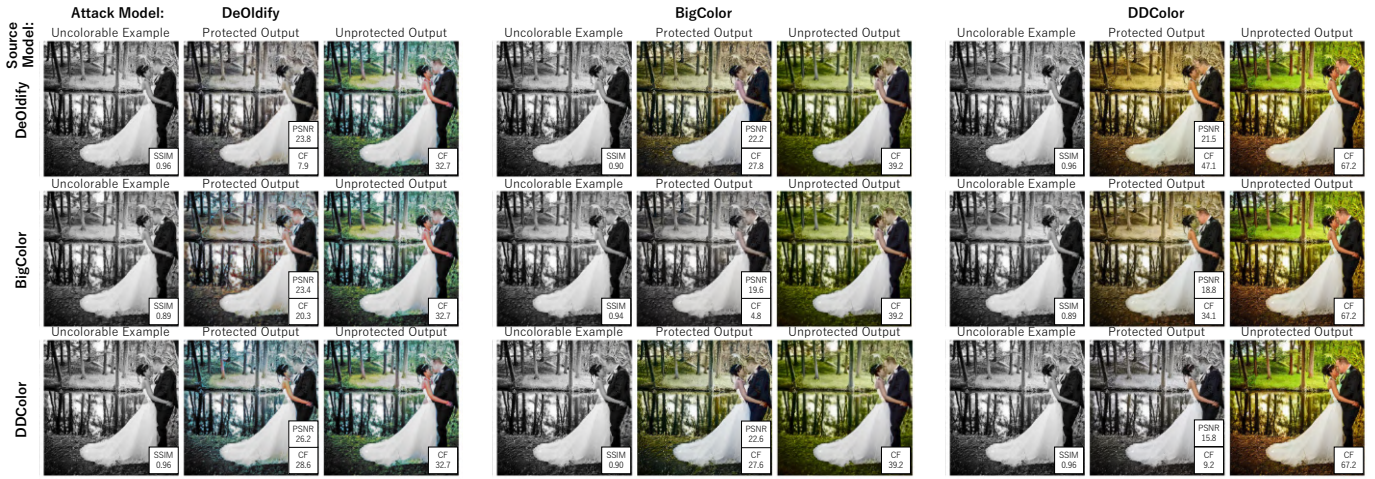 Attack Model: DeOldify BigColor DDColor
Source Model:
Uncolorable Example Protected Output Unprotected Output Uncolorable Example Protected Output Unprotected Output Uncolorable Example Protected Output Unprotected Output
DeOldify
SSIM 0.96 PSNR 23.8 CF 7.9 CF 32.7 SSIM 0.90 PSNR 22.2 CF 27.8 CF 39.2 SSIM 0.96 PSNR 21.5 CF 47.1 CF 67.2
Uncolorable Example Protected Output Unprotected Output Uncolorable Example Protected Output Unprotected Output Uncolorable Example Protected Output Unprotected Output
BigColor
SSIM 0.89 PSNR 23.4 CF 20.3 CF 32.7 SSIM 0.94 PSNR 19.6 CF 4.8 CF 39.2 SSIM 0.89 PSNR 18.8 CF 34.1 CF 67.2
Uncolorable Example Protected Output Unprotected Output Uncolorable Example Protected Output Unprotected Output Uncolorable Example Protected Output Unprotected Output
DDColor
SSIM 0.96 PSNR 26.2 CF 28.6 CF 32.7 SSIM 0.90 PSNR 22.6 CF 27.6 CF 39.2 SSIM 0.96 PSNR 15.8 CF 9.2 CF 67.2